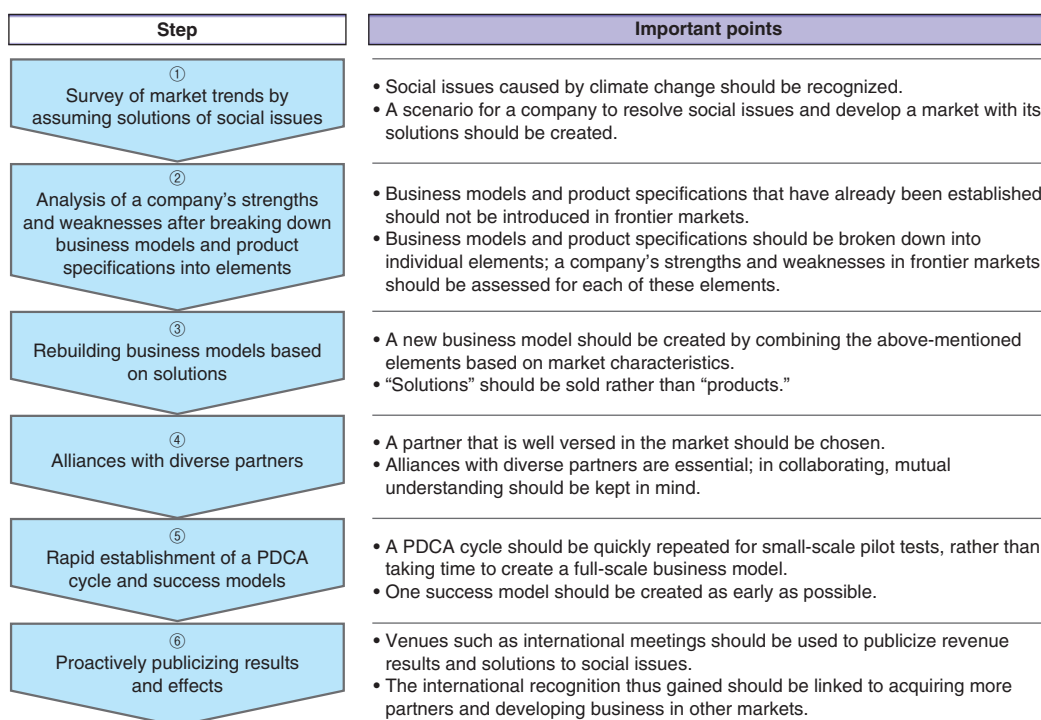 Step
Important points
①
Survey of market trends by
assuming solutions of social issues
• Social issues caused by climate change should be recognized.
• A scenario for a company to resolve social issues and develop a market with its
solutions should be created.
②
Analysis of a company's strengths
and weaknesses after breaking down
business models and product
specifications into elements
• Business models and product specifications that have already been established
should not be introduced in frontier markets.
• Business models and product specifications should be broken down into
individual elements; a company's strengths and weaknesses in frontier markets
should be assessed for each of these elements.
③
Rebuilding business models based
on solutions
• A new business model should be created by combining the above-mentioned
elements based on market characteristics.
• “Solutions” should be sold rather than “products.”
④
Alliances with diverse partners
• A partner that is well versed in the market should be chosen.
• Alliances with diverse partners are essential; in collaborating, mutual
understanding should be kept in mind.
⑤
Rapid establishment of a PDCA
cycle and success models
• A PDCA cycle should be quickly repeated for small-scale pilot tests, rather than
taking time to create a full-scale business model.
• One success model should be created as early as possible.
⑥
Proactively publicizing results
and effects
• Venues such as international meetings should be used to publicize revenue
results and solutions to social issues.
• The international recognition thus gained should be linked to acquiring more
partners and developing business in other markets.